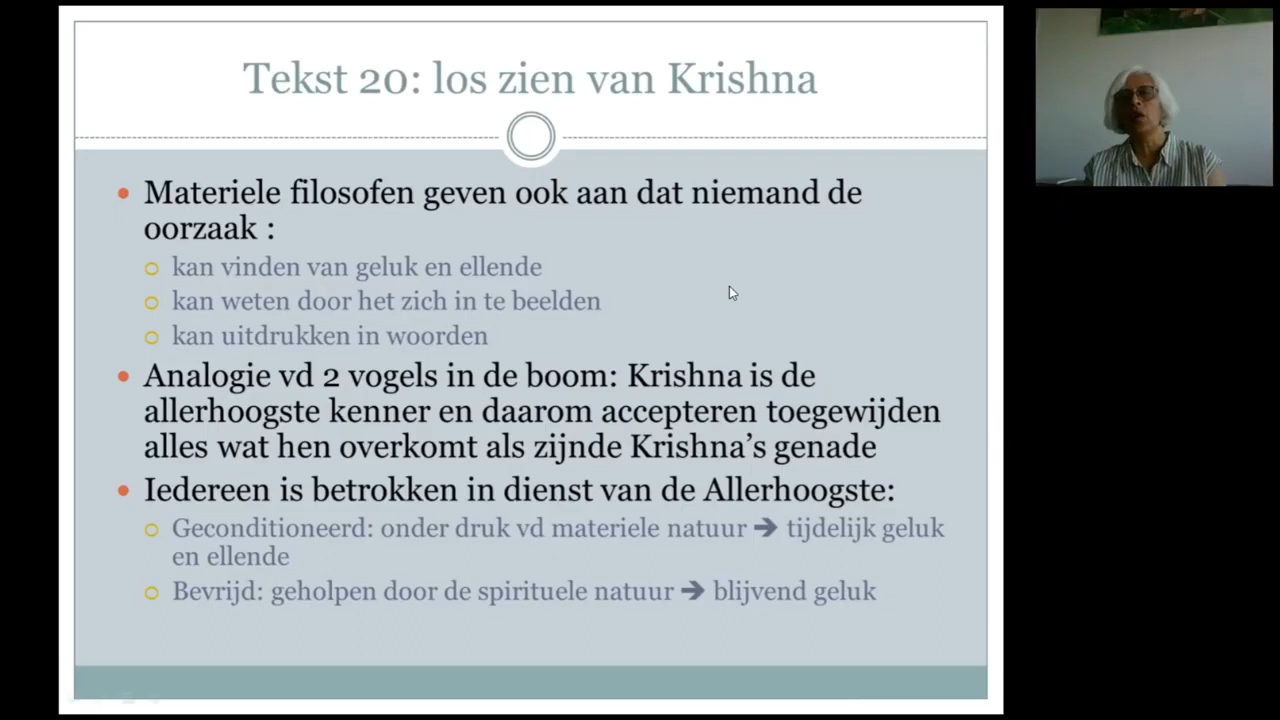 Tekst 20: los zien van Krishna
Materiele filosofen geven ook aan dat niemand de
oorzaak :
kan vinden van geluk en ellende
kan weten door het zich in te beelden
kan uitdrukken in woorden
Analogie vd 2 vogels in de boom: Krishna is de
allerhoogste kenner en daarom accepteren toegewijden
alles wat hen overkomt als zijnde Krishna’s genade
Iedereen is betrokken in dienst van de Allerhoogste:
Geconditioneerd: onder druk vd materiele natuur ➔ tijdelijk geluk
en ellende
Bevrijd: geholpen door de spirituele natuur ➔ blijvend geluk